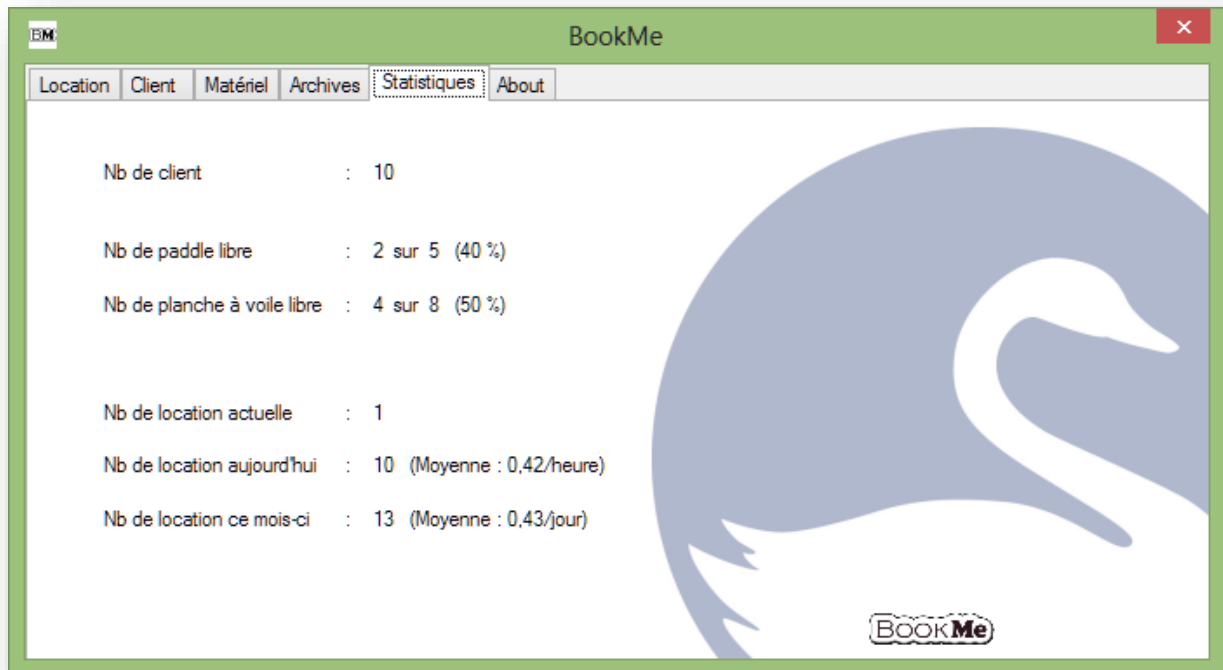 BM
BookMe
Location Client Matériel Archives Statistiques About
Nb de client : 10
Nb de paddle libre : 2 sur 5 (40 %)
Nb de planche à voile libre : 4 sur 8 (50 %)
Nb de location actuelle : 1
Nb de location aujourd'hui : 10 (Moyenne : 0,42/heure)
Nb de location ce mois-ci : 13 (Moyenne : 0,43/jour)
BOOKMe